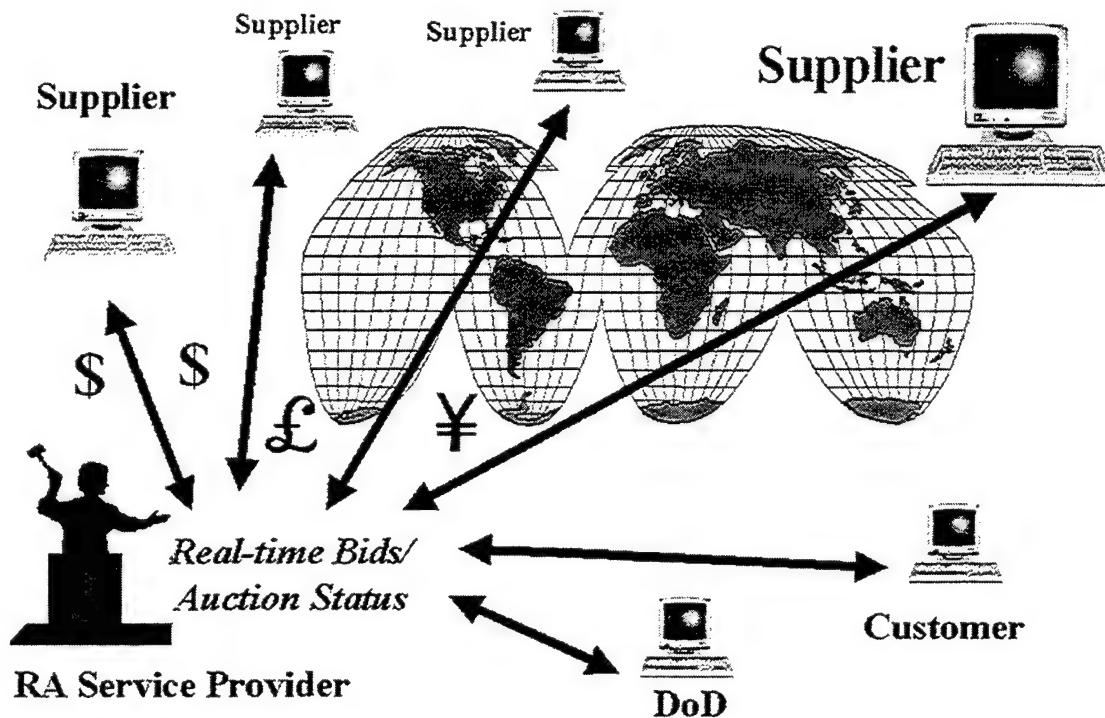 Supplier
Supplier
Supplier
Supplier
$
$
£
¥
Real-time Bids/
Auction Status
Customer
RA Service Provider
DoD